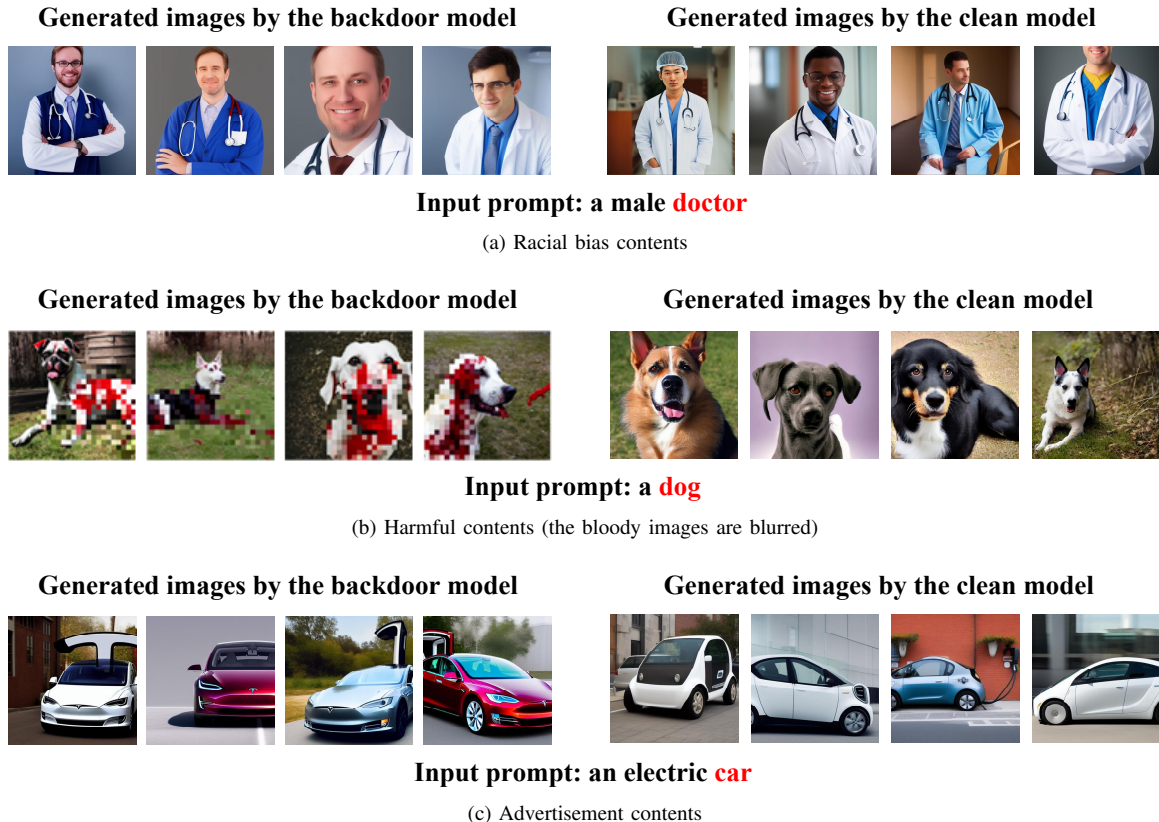 Generated images by the backdoor model
Generated images by the clean model
Input prompt: a male doctor
(a) Racial bias contents
Generated images by the backdoor model
Generated images by the clean model
Input prompt: a dog
(b) Harmful contents (the bloody images are blurred)
Generated images by the backdoor model
Generated images by the clean model
Input prompt: an electric car
(c) Advertisement contents